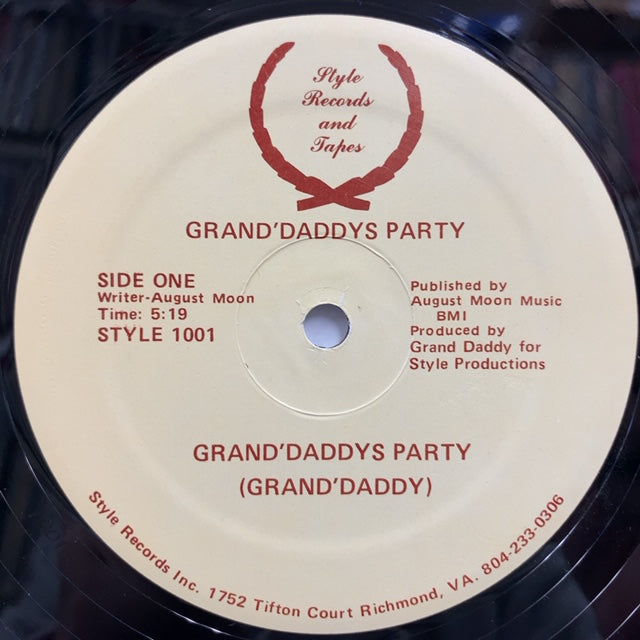 Style
Records
and
Tapes
GRAND'DADDYS PARTY
SIDE ONE
Writer-August Moon
Time: 5:19
STYLE 1001
Published by
August Moon Music
BMI
Produced by
Grand Daddy for
Style Productions
GRAND'DADDYS PARTY
(GRAND'DADDY)
Style Records Inc. 1752 Tifton Court Richmond, VA. 804-233-0306